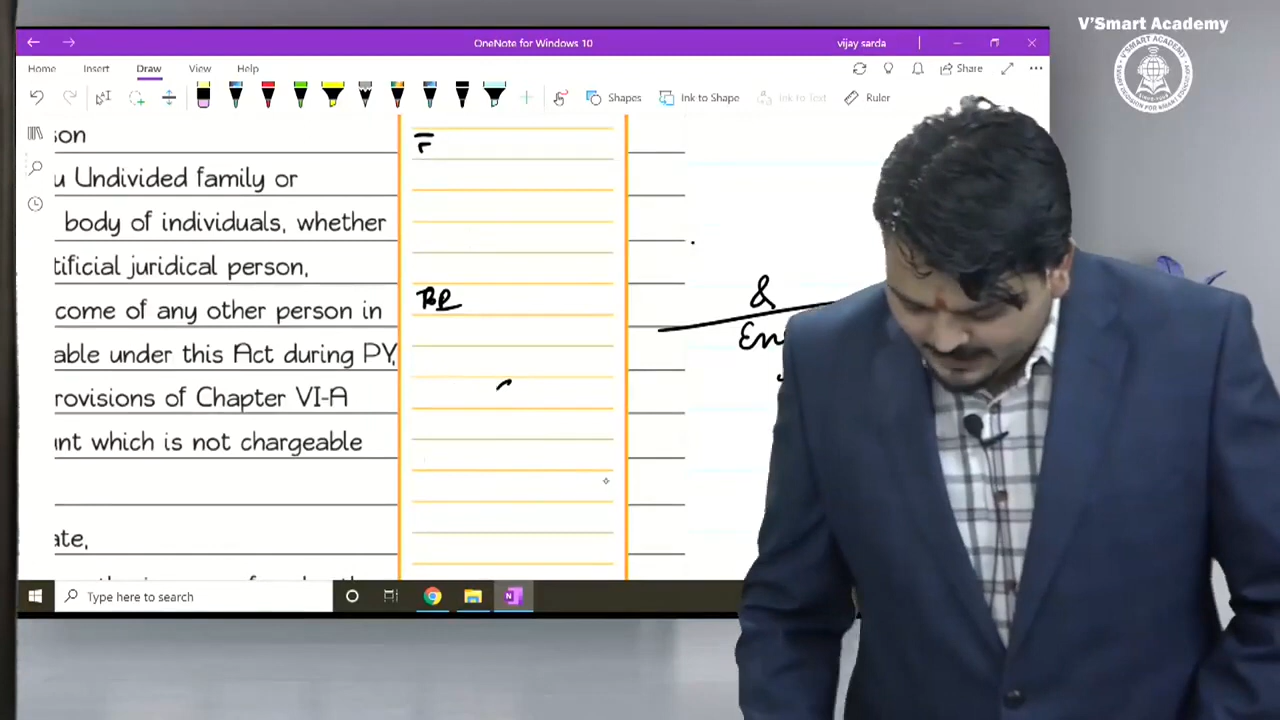 V'Smart Academy
OneNote for Windows 10
vijay sarda
Home Insert Draw View Help
Share
Shapes Ink to Shape Ink to Text Ruler
son
u Undivided family or
body of individuals, whether
tificial juridical person,
come of any other person in
able under this Act during PY,
rovisions of Chapter VI-A
unt which is not chargeable
ate,
&
En
Type here to search